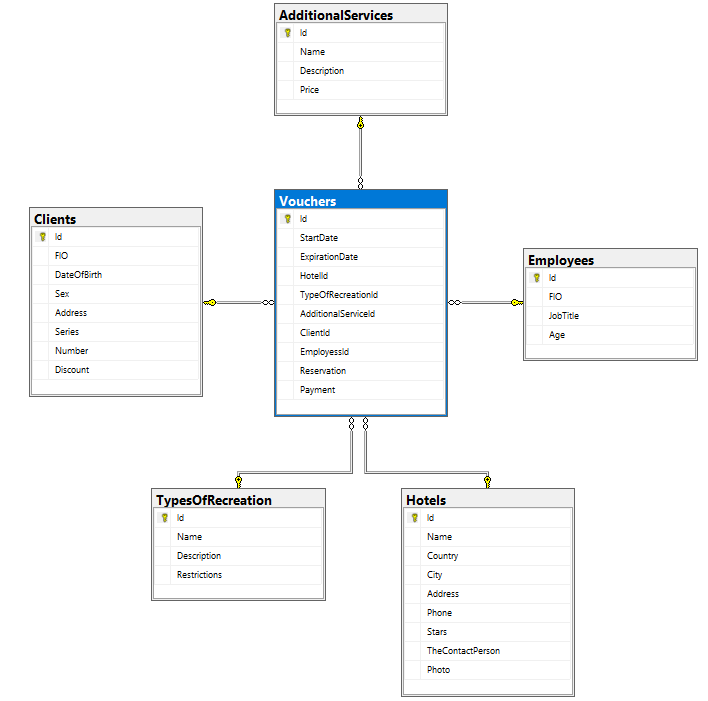 AdditionalServices
Id
Name
Description
Price
Vouchers
Id
StartDate
ExpirationDate
HotelId
TypeOfRecreationId
AdditionalServiceId
ClientId
EmployessId
Reservation
Payment
Clients
Id
FIO
DateOfBirth
Sex
Address
Series
Number
Discount
Employees
Id
FIO
JobTitle
Age
TypesOfRecreation
Id
Name
Description
Restrictions
Hotels
Id
Name
Country
City
Address
Phone
Stars
TheContactPerson
Photo